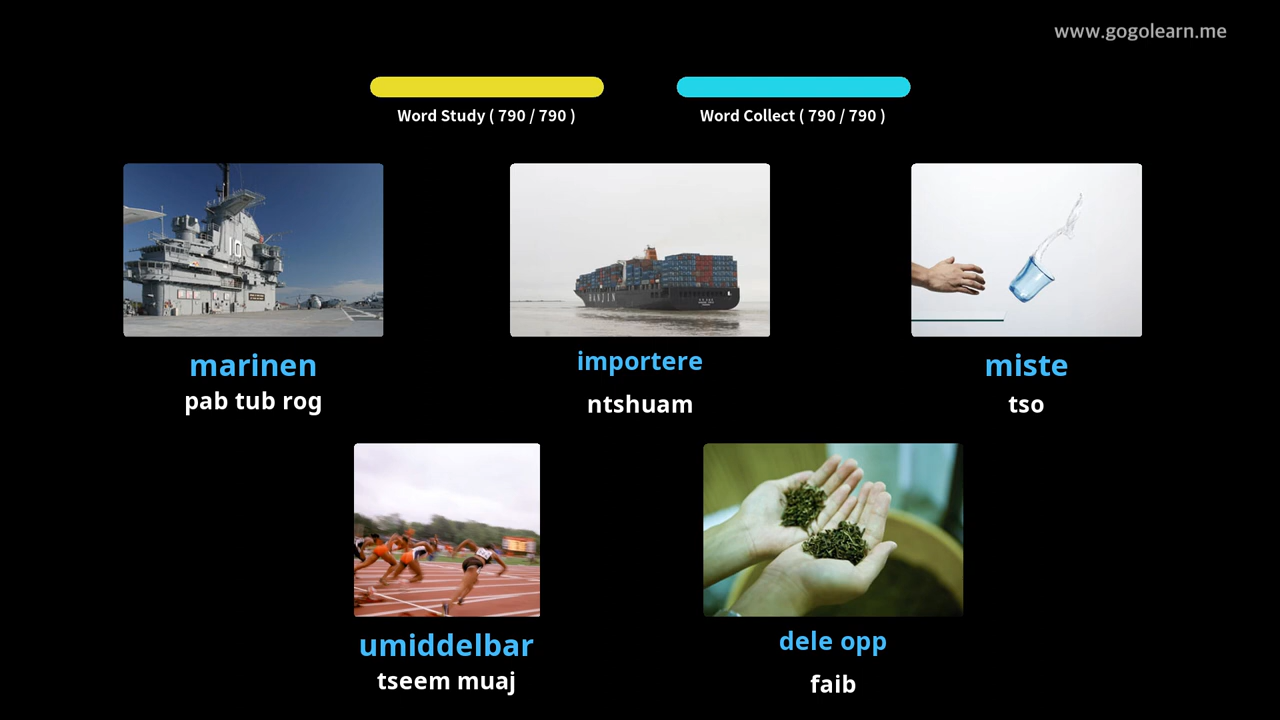 www.gogolearn.me
Word Study ( 790 / 790 )
Word Collect ( 790 / 790 )
10
marinen
pab tub rog
importere
ntshuam
miste
tso
umiddelbar
tseem muaj
dele opp
faib